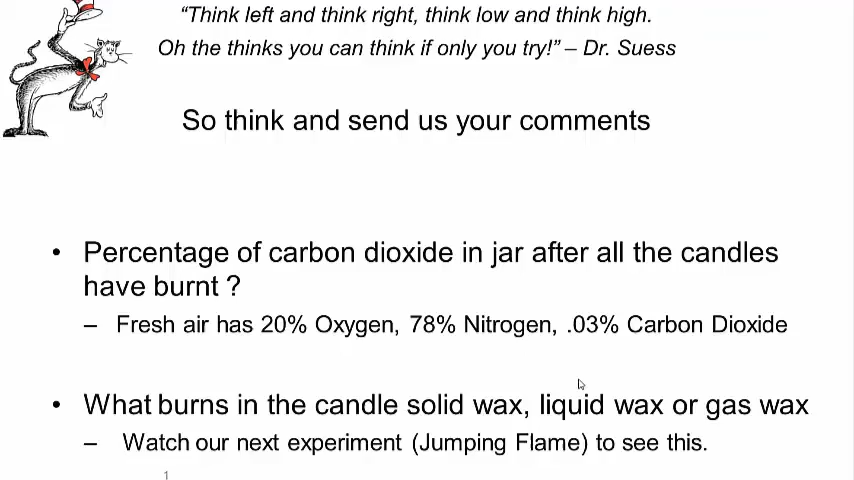 “Think left and think right, think low and think high.
Oh the thinks you can think if only you try!” – Dr. Suess
So think and send us your comments
• Percentage of carbon dioxide in jar after all the candles
have burnt ?
– Fresh air has 20% Oxygen, 78% Nitrogen, .03% Carbon Dioxide
• What burns in the candle solid wax, liquid wax or gas wax
– Watch our next experiment (Jumping Flame) to see this.
1